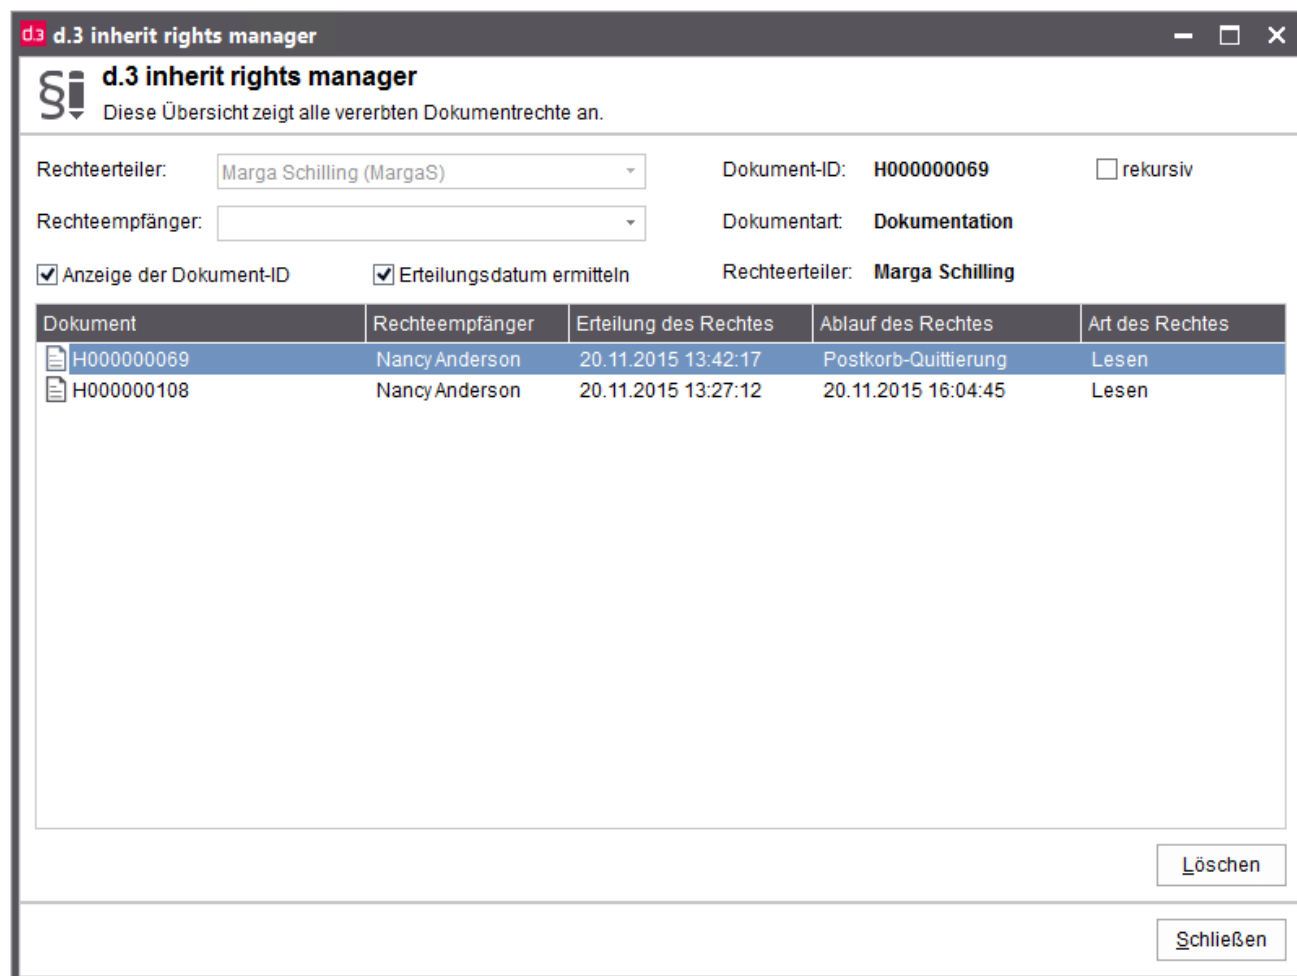 d.3 d.3 inherit rights manager
d.3 inherit rights manager
Diese Übersicht zeigt alle vererbten Dokumentrechte an.
Rechteerteiler: Marga Schilling (MargaS) Dokument-ID: H000000069 rekursiv
Rechteempfänger: Dokumentart: Dokumentation
Anzeige der Dokument-ID Erteilungsdatum ermitteln Rechteerteiler: Marga Schilling
Dokument Rechteempfänger Erteilung des Rechtes Ablauf des Rechtes Art des Rechtes
H000000069 Nancy Anderson 20.11.2015 13:42:17 Postkorb-Quittierung Lesen
H000000108 Nancy Anderson 20.11.2015 13:27:12 20.11.2015 16:04:45 Lesen
Löschen
Schließen